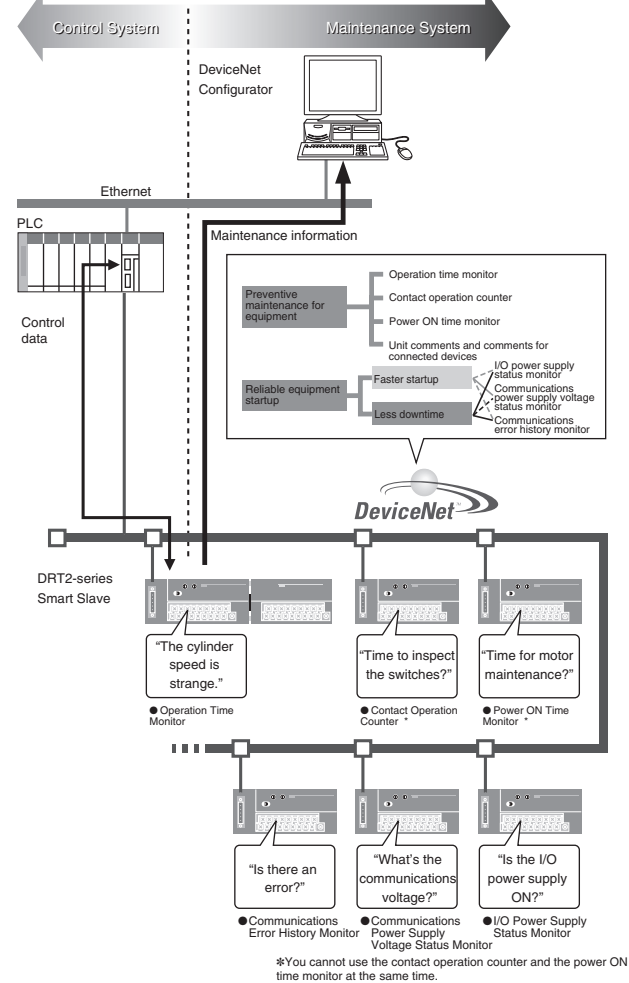 Control System
Maintenance System
DeviceNet
Configurator
Ethernet
PLC
Maintenance information
Control
data
Preventive
maintenance for
equipment
Operation time monitor
Contact operation counter
Power ON time monitor
Unit comments and comments for
connected devices
Reliable equipment
startup
Faster startup
Less downtime
I/O power supply
status monitor
Communications
power supply voltage
status monitor
Communications
error history monitor
DeviceNet™
DRT2-series
Smart Slave
“The cylinder
speed is
strange.”
“Time to inspect
the switches?”
“Time for motor
maintenance?”
●Operation Time
Monitor
●Contact Operation
Counter *
●Power ON Time
Monitor *
“Is there an
error?”
“What’s the
communications
voltage?”
“Is the I/O
power supply
ON?”
●Communications
Error History Monitor
●Communications
Power Supply
Voltage Status Monitor
●I/O Power Supply
Status Monitor
✽You cannot use the contact operation counter and the power ON
time monitor at the same time.